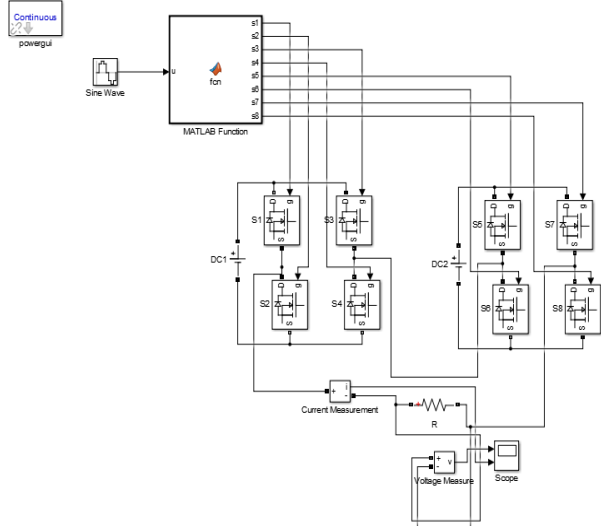 Continuous
powergui
Sine Wave
u
fcn
s1
s2
s3
s4
s5
s6
s7
s8
MATLAB Function
DC1
S1
D
g
S
S3
D
g
S
S2
D
g
S
S4
D
g
S
DC2
S5
D
g
S
S7
D
g
S
S6
D
g
S
S8
D
g
S
+
i
-
Current Measurement
+
R
+
-
v
Voltage Measure
Scope